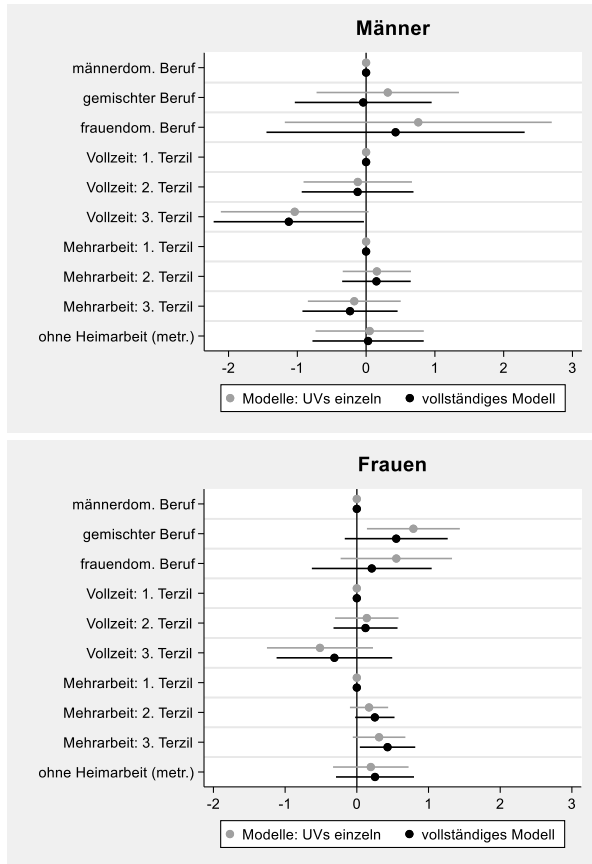 Männer
männerdom. Beruf
gemischter Beruf
frauendom. Beruf
Vollzeit: 1. Terzil
Vollzeit: 2. Terzil
Vollzeit: 3. Terzil
Mehrarbeit: 1. Terzil
Mehrarbeit: 2. Terzil
Mehrarbeit: 3. Terzil
ohne Heimarbeit (metr.)
-2 -1 0 1 2 3
Modelle: UVs einzeln vollständiges Modell
Frauen
männerdom. Beruf
gemischter Beruf
frauendom. Beruf
Vollzeit: 1. Terzil
Vollzeit: 2. Terzil
Vollzeit: 3. Terzil
Mehrarbeit: 1. Terzil
Mehrarbeit: 2. Terzil
Mehrarbeit: 3. Terzil
ohne Heimarbeit (metr.)
-2 -1 0 1 2 3
Modelle: UVs einzeln vollständiges Modell